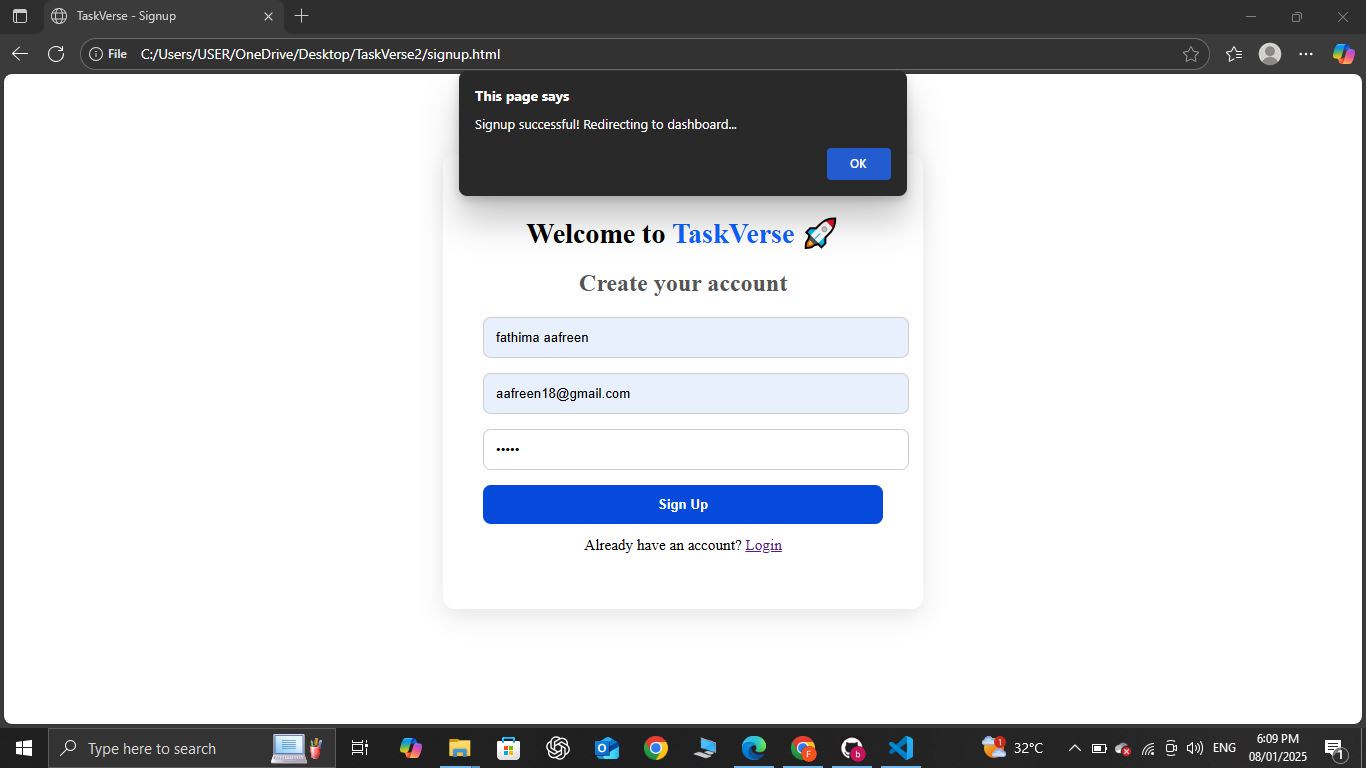 TaskVerse - Signup
File C:/Users/USER/OneDrive/Desktop/TaskVerse2/signup.html
This page says
Signup successful! Redirecting to dashboard...
OK
Welcome to TaskVerse 🚀
Create your account
fathima aafreen
aafreen18@gmail.com
•••••
Sign Up
Already have an account? Login
Type here to search
F
b
1
32°C
ENG
6:09 PM
08/01/2025
1